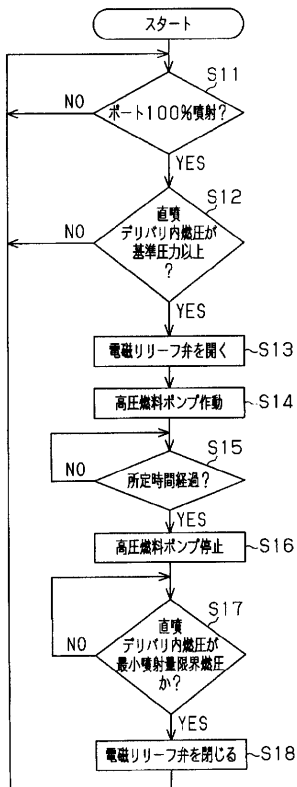 スタート
S11
ポート100%噴射?
NO
YES
S12
直噴
デリバリ内燃圧が
基準圧力以上
?
NO
YES
電磁リリーフ弁を開く
S13
高圧燃料ポンプ作動
S14
S15
所定時間経過?
NO
YES
高圧燃料ポンプ停止
S16
S17
直噴
デリバリ内燃圧が
最小噴射量限界燃圧
か?
NO
YES
電磁リリーフ弁を閉じる
S18